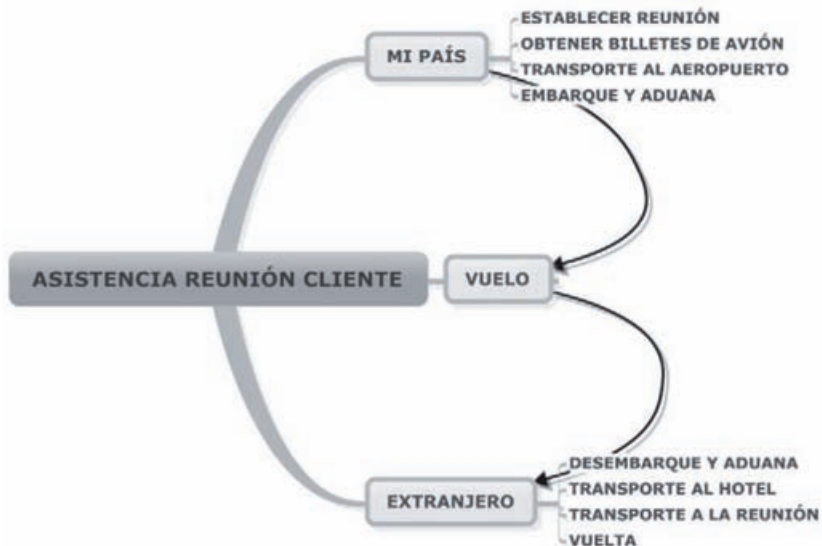 ESTABLECER REUNIÓN
OBTENER BILLETES DE AVIÓN
MI PAÍS
TRANSPORTE AL AEROPUERTO
EMBARQUE Y ADUANA
ASISTENCIA REUNIÓN CLIENTE
VUELO
DESEMBARQUE Y ADUANA
TRANSPORTE AL HOTEL
EXTRANJERO
TRANSPORTE A LA REUNIÓN
VUELTA